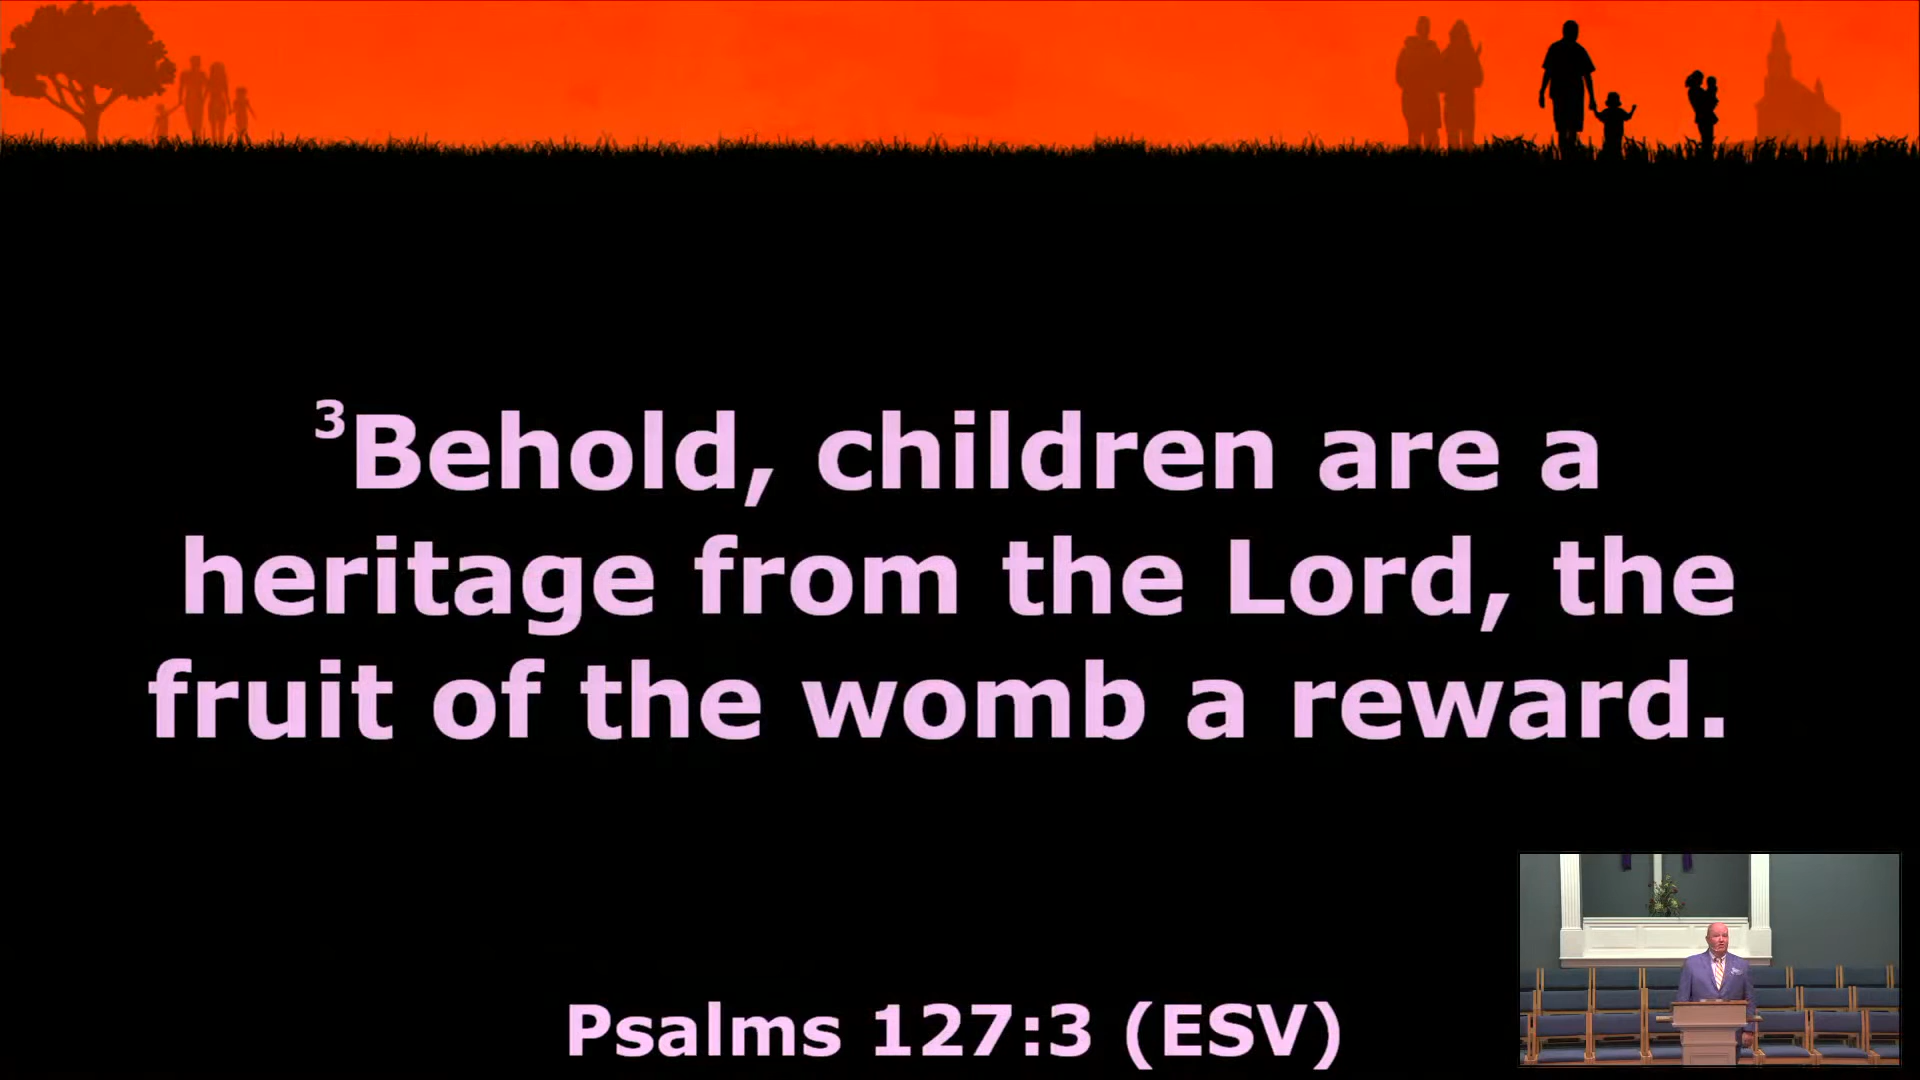 ³Behold, children are a
heritage from the Lord, the
fruit of the womb a reward.
Psalms 127:3 (ESV)